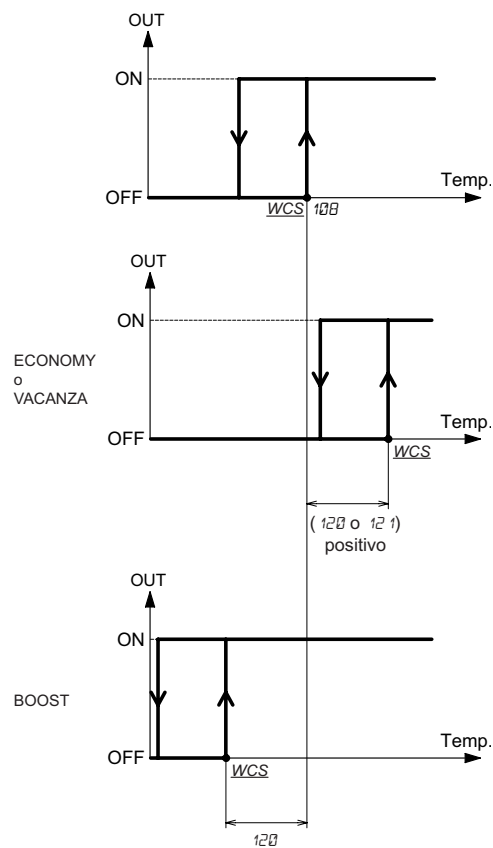 OUT
ON
OFF
Temp.
WCS 108
OUT
ON
ECONOMY
o
VACANZA
OFF
Temp.
WCS
( 120 o 121)
positivo
OUT
ON
BOOST
OFF
Temp.
WCS
120